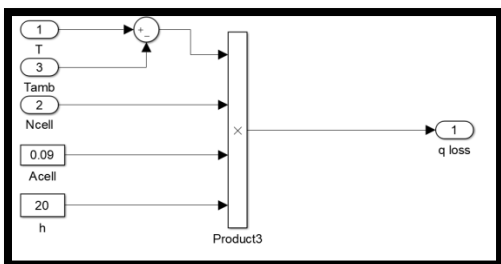 1
T
+
−
3
Tamb
2
Ncell
0.09
Acell
20
h
×
Product3
1
q loss